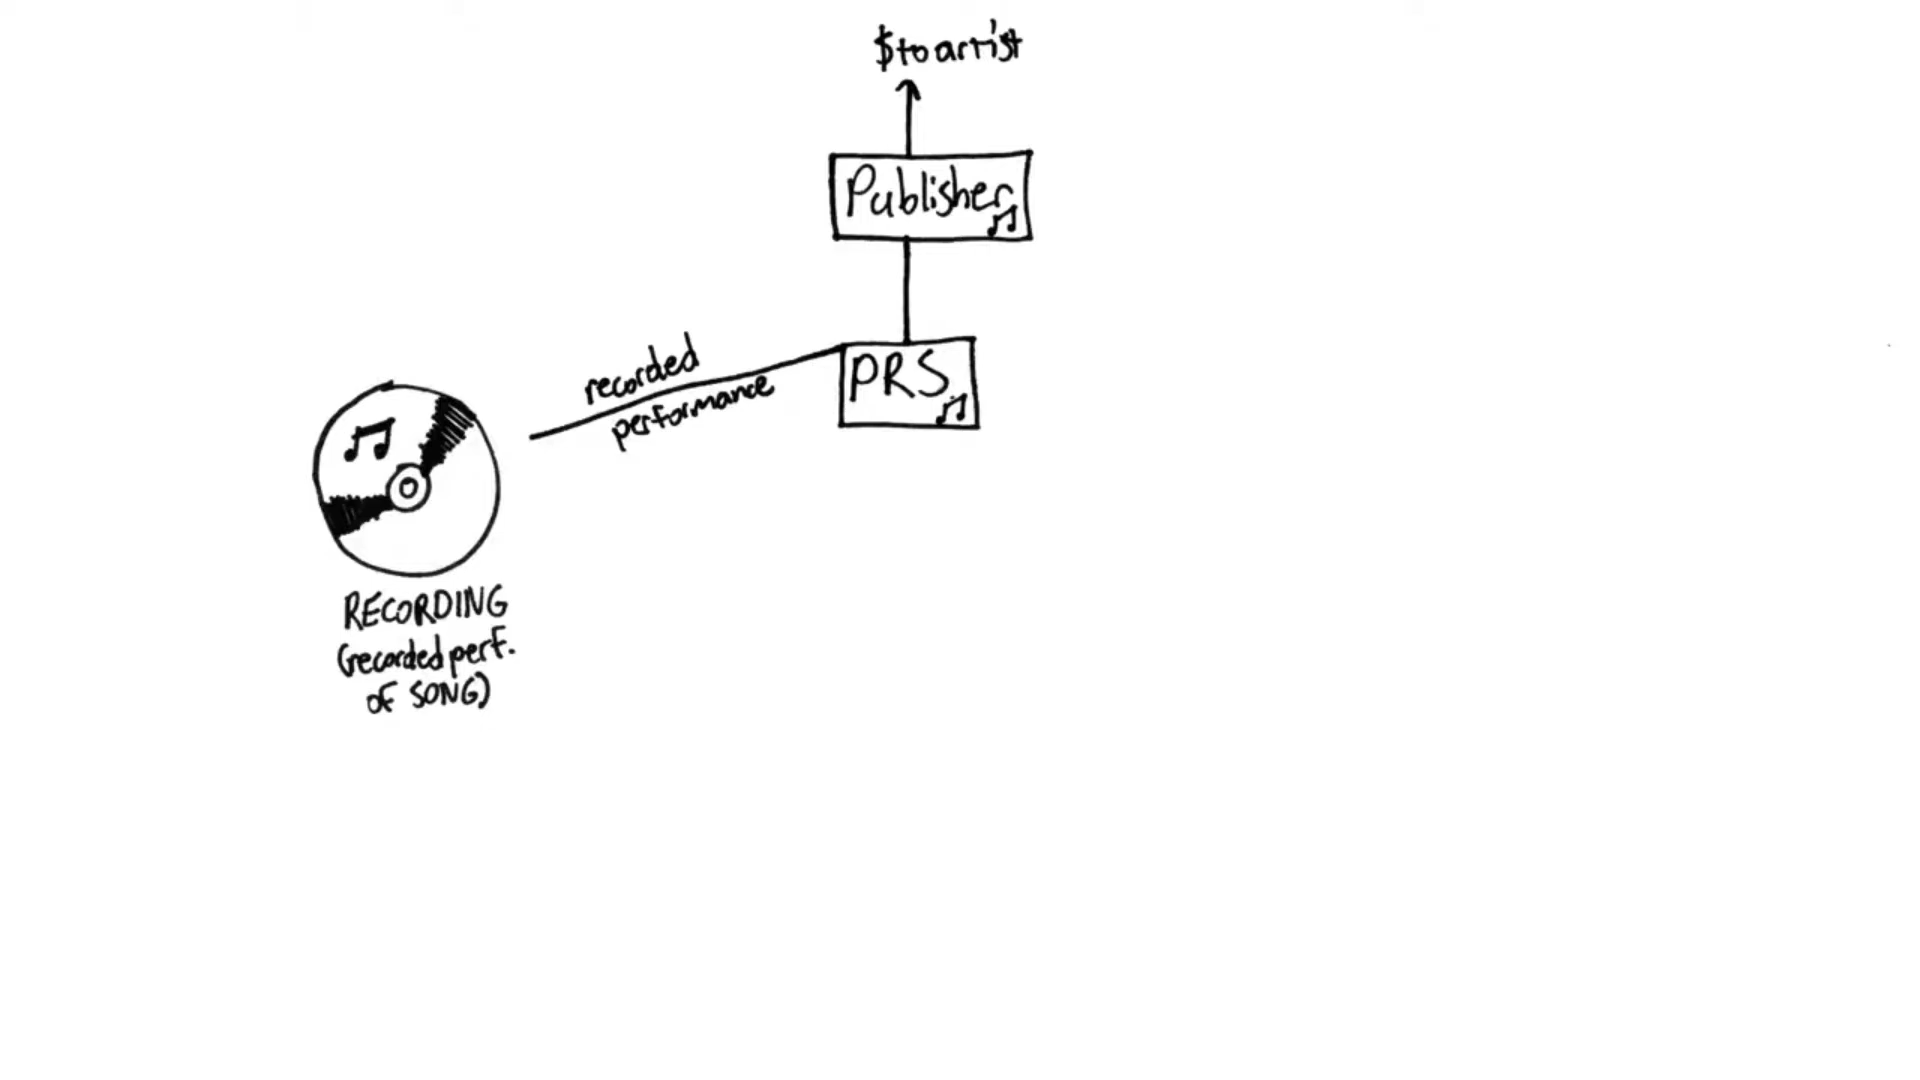 $ to artist
Publisher
recorded
performance
PRS
RECORDING
(recorded perf.
of SONG)